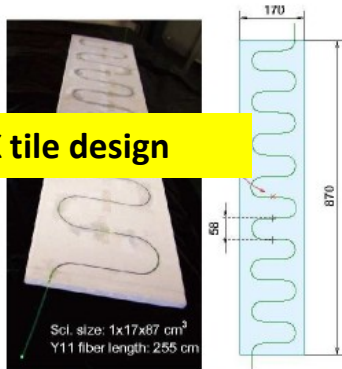 170
tile design
870
58
Scl. size: 1x17x87 cm³
Y11 fiber length: 255 cm